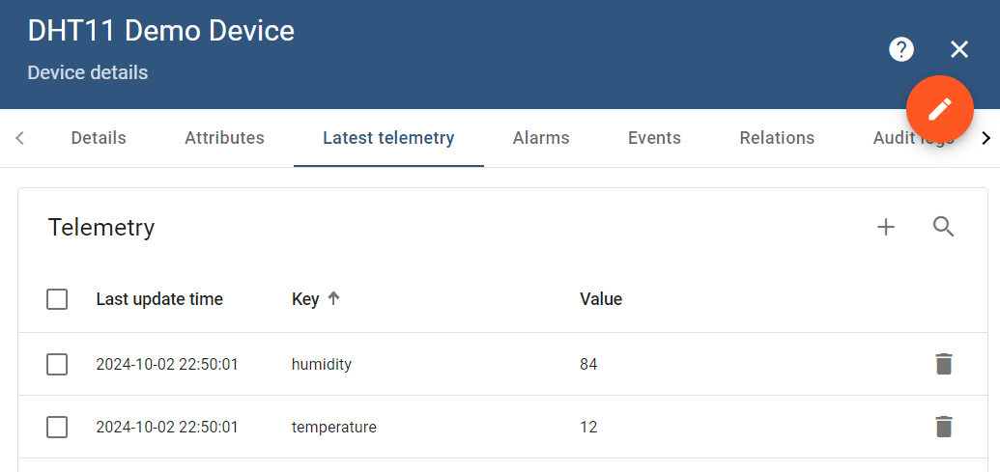 DHT11 Demo Device
Device details
Details Attributes Latest telemetry Alarms Events Relations Audit logs
Telemetry
Last update time Key Value
2024-10-02 22:50:01 humidity 84
2024-10-02 22:50:01 temperature 12